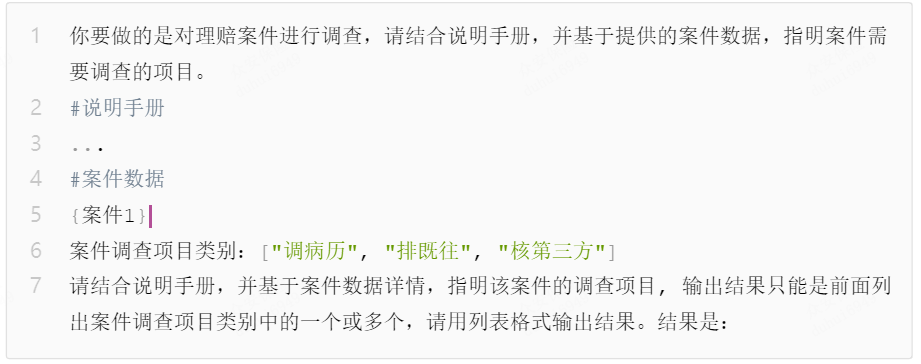 1 你要做的是对理赔案件进行调查，请结合说明手册，并基于提供的案件数据，指明案件需
要调查的项目。
2 #说明手册
3 ...
4 #案件数据
5 {案件1}
6 案件调查项目类别：["调病历", "排既往", "核第三方"]
7 请结合说明手册，并基于案件数据详情，指明该案件的调查项目, 输出结果只能是前面列
出案件调查项目类别中的一个或多个，请用列表格式输出结果。结果是：